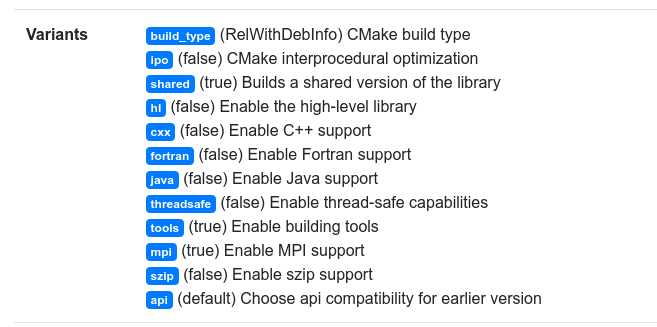 Variants
build_type (RelWithDebInfo) CMake build type
ipo (false) CMake interprocedural optimization
shared (true) Builds a shared version of the library
hl (false) Enable the high-level library
cxx (false) Enable C++ support
fortran (false) Enable Fortran support
java (false) Enable Java support
threadsafe (false) Enable thread-safe capabilities
tools (true) Enable building tools
mpi (true) Enable MPI support
szip (false) Enable szip support
api (default) Choose api compatibility for earlier version